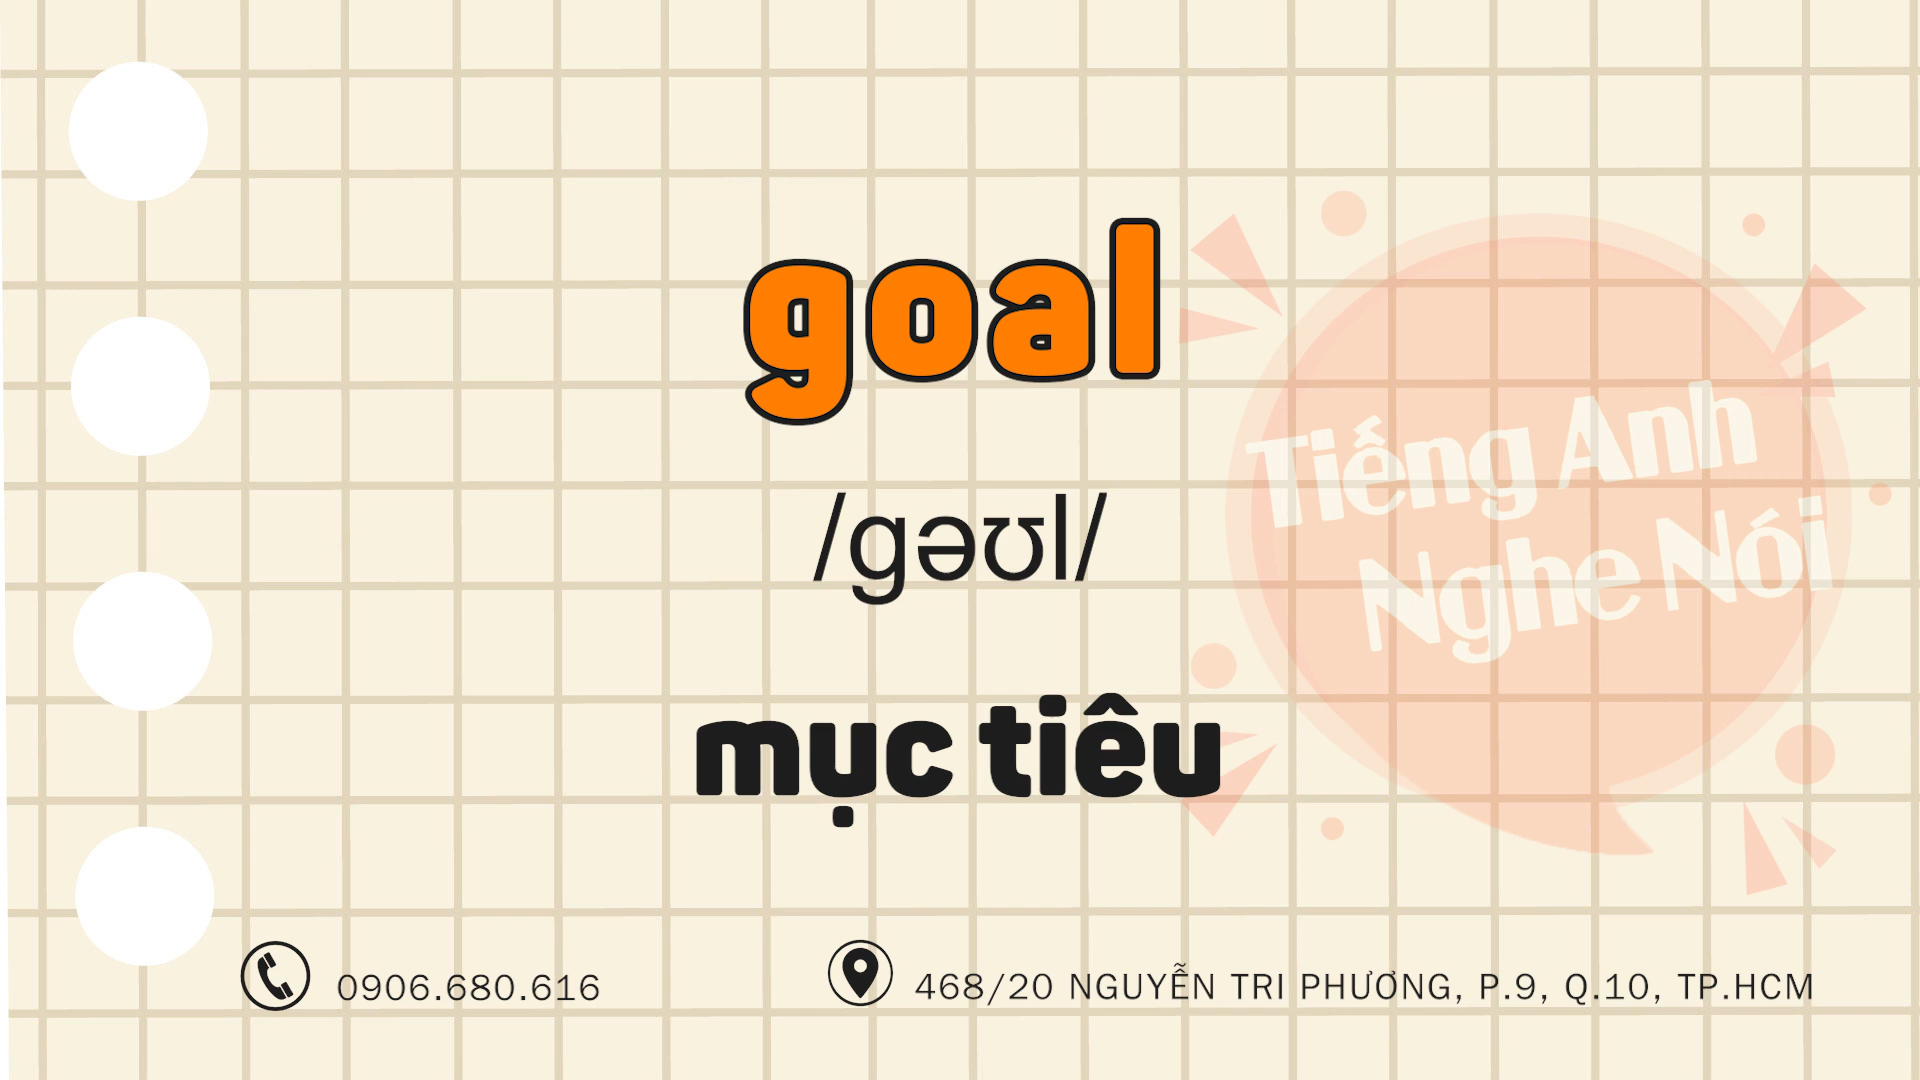 goal
/gəʊl/
mục tiêu
Tiếng Anh
Nghe Nói
0906.680.616
468/20 NGUYỄN TRI PHƯƠNG, P.9, Q.10, TP.HCM